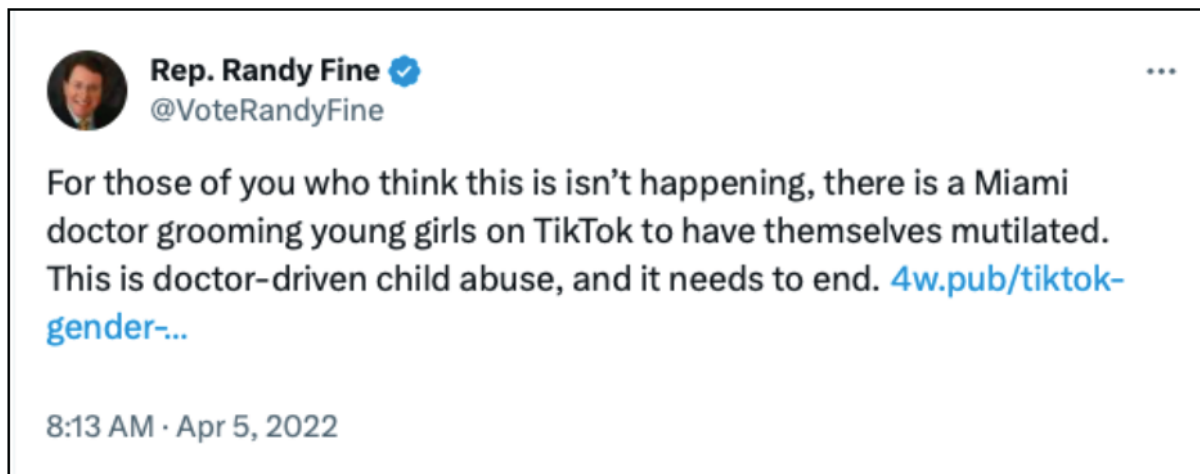 Rep. Randy Fine
@VoteRandyFine
For those of you who think this is isn’t happening, there is a Miami
doctor grooming young girls on TikTok to have themselves mutilated.
This is doctor-driven child abuse, and it needs to end. 4w.pub/tiktok-
gender-...
8:13 AM · Apr 5, 2022